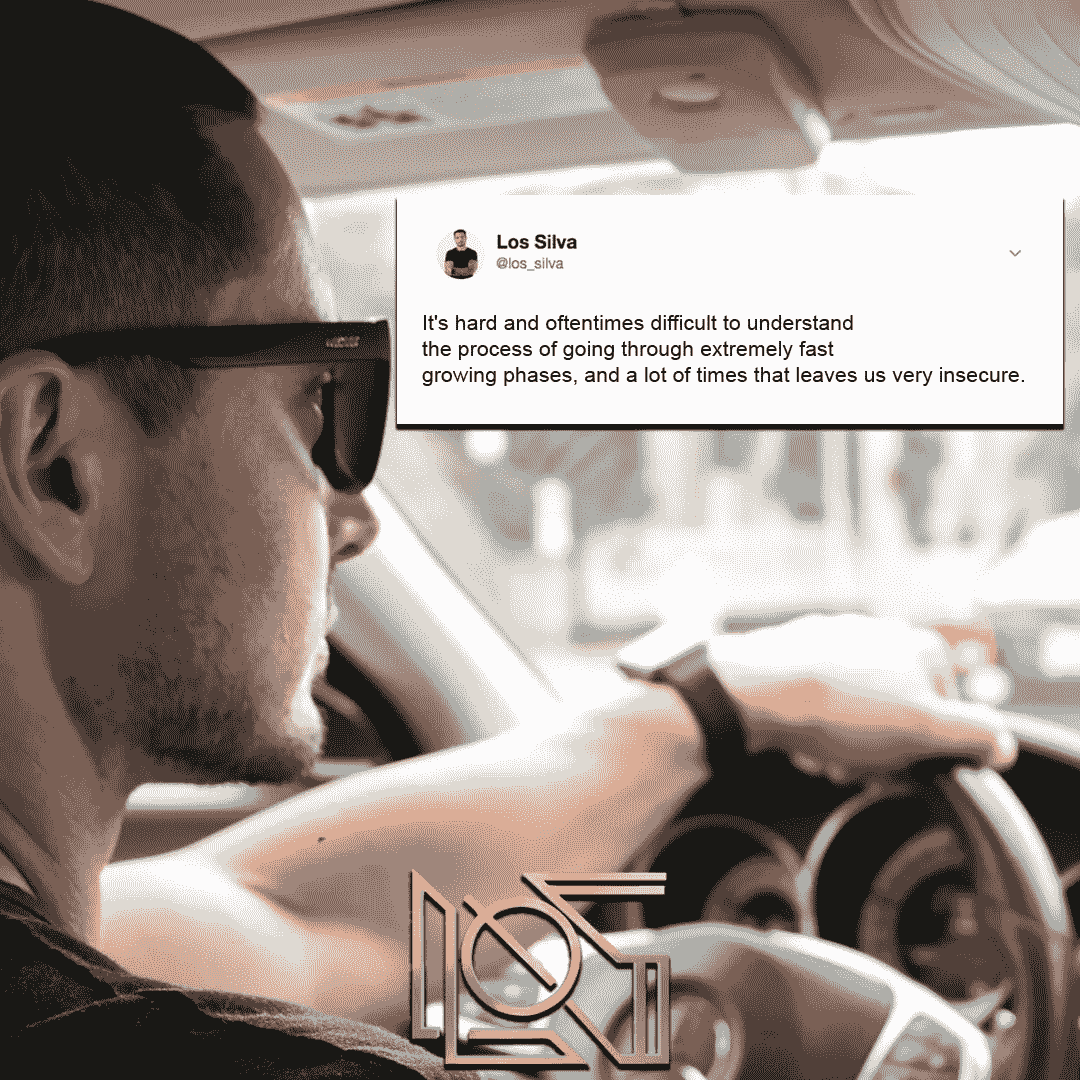 Los Silva
@los_silva
It's hard and oftentimes difficult to understand
the process of going through extremely fast
growing phases, and a lot of times that leaves us very insecure.